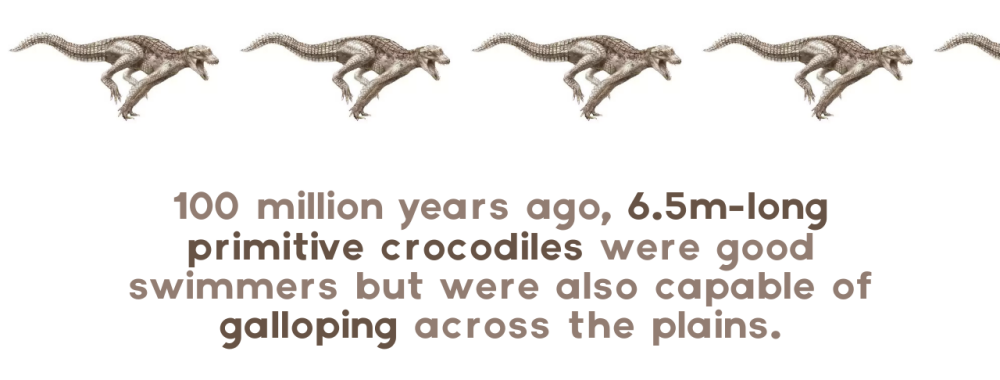 100 million years ago, 6.5m-long
primitive crocodiles were good
swimmers but were also capable of
galloping across the plains.